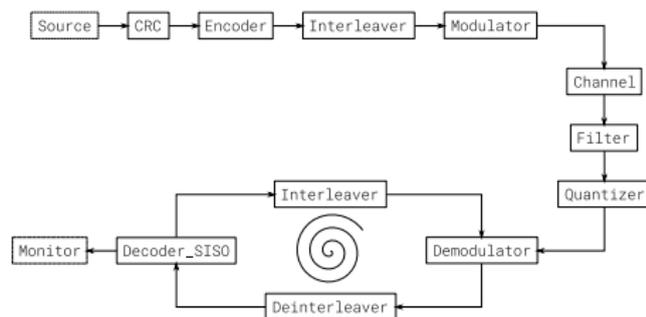 Source
CRC
Encoder
Interleaver
Modulator
Channel
Filter
Quantizer
Interleaver
Monitor
Decoder_SISO
Demodulator
Deinterleaver